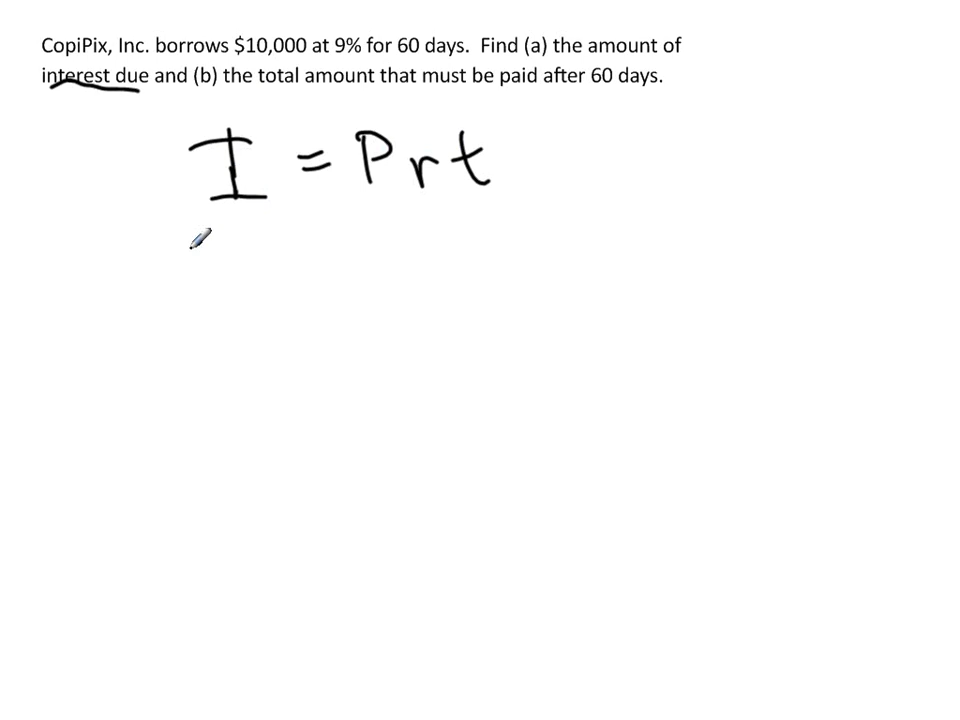 CopiPix, Inc. borrows $10,000 at 9% for 60 days. Find (a) the amount of
interest due and (b) the total amount that must be paid after 60 days.
I = Prt